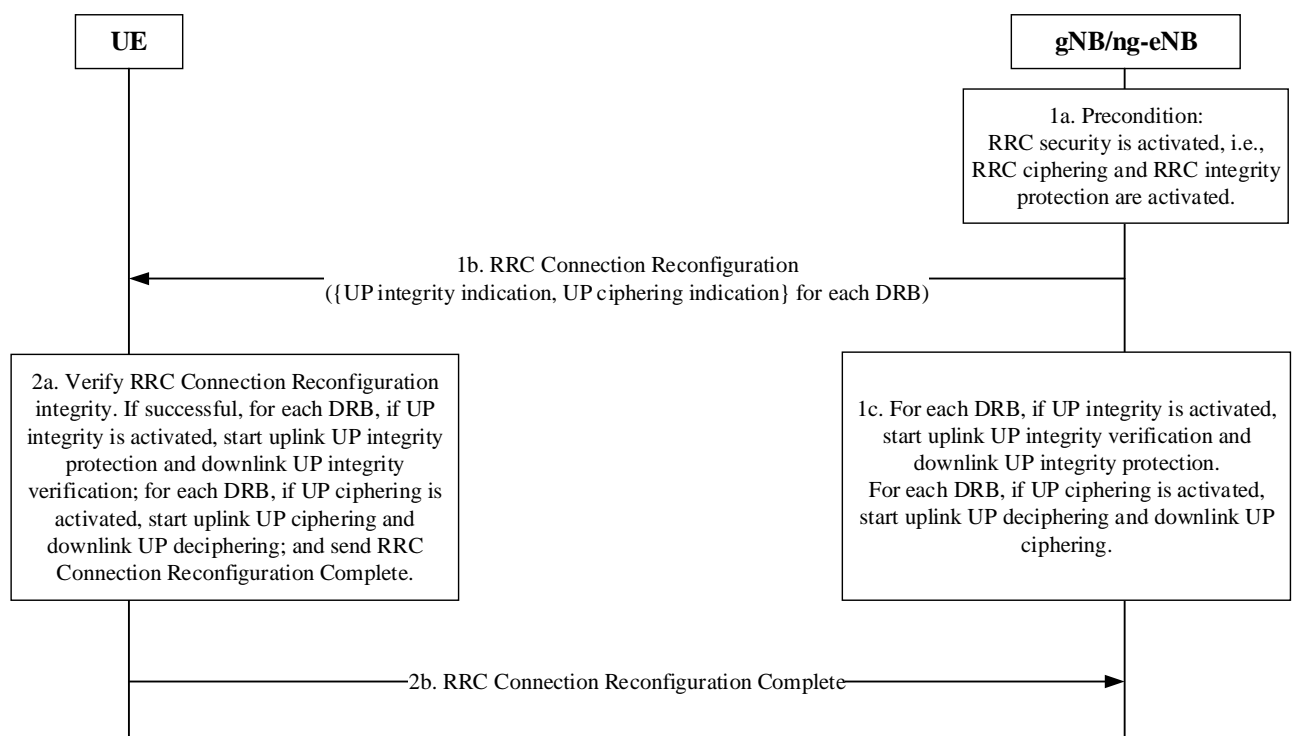 UE
gNB/ng-eNB
1a. Precondition:
RRC security is activated, i.e.,
RRC ciphering and RRC integrity
protection are activated.
1b. RRC Connection Reconfiguration
({UP integrity indication, UP ciphering indication} for each DRB)
2a. Verify RRC Connection Reconfiguration
integrity. If successful, for each DRB, if UP
integrity is activated, start uplink UP integrity
protection and downlink UP integrity
verification; for each DRB, if UP ciphering is
activated, start uplink UP ciphering and
downlink UP deciphering; and send RRC
Connection Reconfiguration Complete.
1c. For each DRB, if UP integrity is activated,
start uplink UP integrity verification and
downlink UP integrity protection.
For each DRB, if UP ciphering is activated,
start uplink UP deciphering and downlink UP
ciphering.
2b. RRC Connection Reconfiguration Complete